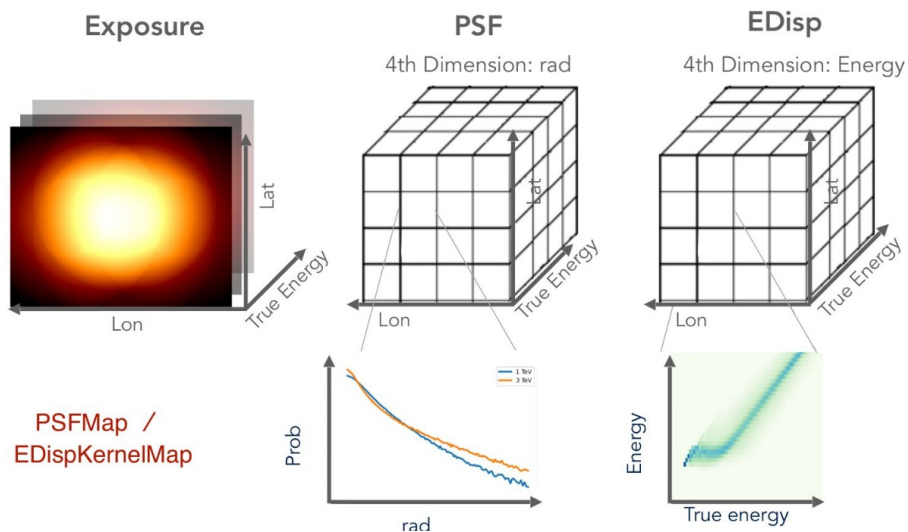 Exposure
PSF
EDisp
4th Dimension: rad
4th Dimension: Energy
Lat
Lat
Lat
True Energy
True Energy
True Energy
Lon
Lon
Lon
PSFMap /
EDispKernelMap
1 TeV
3 TeV
Prob
rad
Energy
True energy